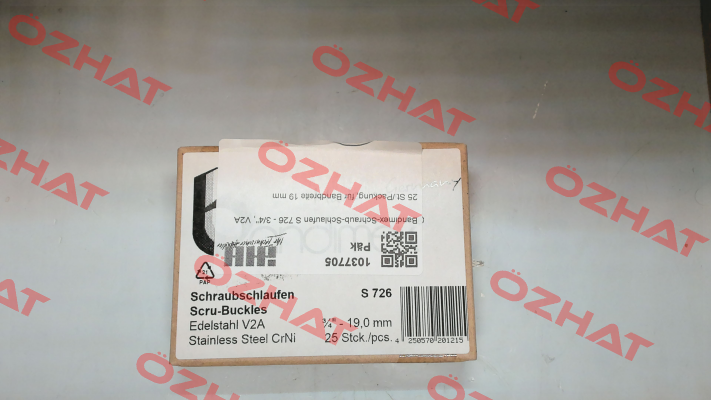 ÖZHAT
ÖZHAT
ÖZHAT
ÖZHAT
ÖZHAT
ÖZHAT
ÖZHAT
ÖZHAT
25 St./Packung, für Bandbreite 19 mm
( Bandimex-Schraub-Schlaufen S 726 - 3/4", V2A
Päk
1037705
21
PAP
Schraubschlaufen S 726
Scru-Buckles
Edelstahl V2A ¾" - 19,0 mm
Stainless Steel CrNi 25 Stck./pcs.
4 250570 201215